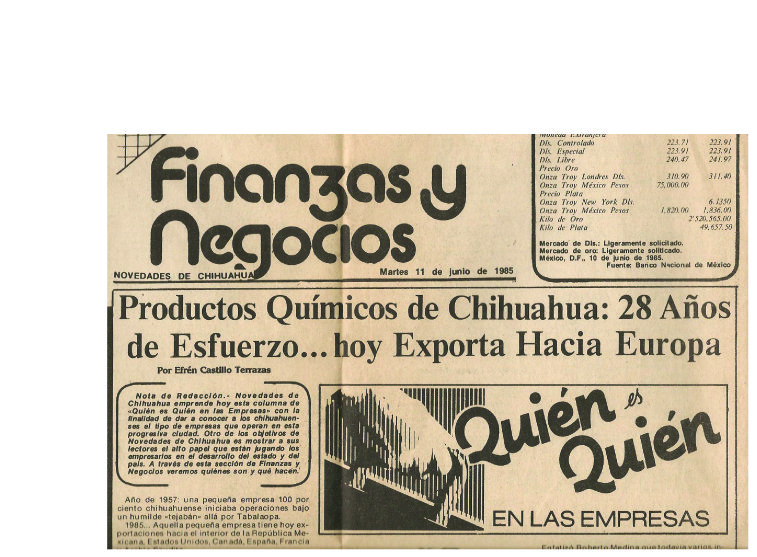 Finanzas y
Negocios
NOVEDADES DE CHIHUAHUA
Martes 11 de junio de 1985
Moneda Extranjera
Dls. Controlado 223.71 223.91
Dls. Especial 223.91 223.91
Dls. Libre 240.47 241.97
Precio Oro
Onza Troy Londres Dls. 310.90 311.40
Onza Troy México Pesos 75,000.00
Precio Plata
Onza Troy New York Dls. 6.1350
Onza Troy México Pesos 1,820.00 1,836.00
Kilo de Oro 2'520,565.00
Kilo de Plata 49,657.50
Mercado de Dls.: Ligeramente solicitado.
Mercado de oro: Ligeramente soliticado.
México, D.F., 10 de junio de 1985.
Fuente: Banco Nacional de México
Productos Químicos de Chihuahua: 28 Años
de Esfuerzo... hoy Exporta Hacia Europa
Por Efrén Castillo Terrazas
Nota de Redacción.- Novedades de
Chihuahua emprende hoy esta columna de
«Quién es Quién en las Empresas» con la
finalidad de dar a conocer a los chihuahuen-
ses el tipo de empresas que operan en esta
progresiva ciudad. Otro de los objetivos de
Novedades de Chihuahua es mostrar a sus
lectores el alto papel que están jugando los
empresarios en el desarrollo del estado y del
país. A través de esta sección de Finanzas y
Negocios veremos quiénes son y qué hacen.
Año de 1957: una pequeña empresa 100 por
ciento chihuahuense iniciaba operaciones bajo
un humilde «tejabán» allá por Tabalaopa.
1985... Aquella pequeña empresa tiene hoy ex-
portaciones hacia el interior de la República Me-
xicana, Estados Unidos, Canadá, España, Francia
Quién es
Quién
EN LAS EMPRESAS
Enfatizó Roberto Medina que todavía varios in-